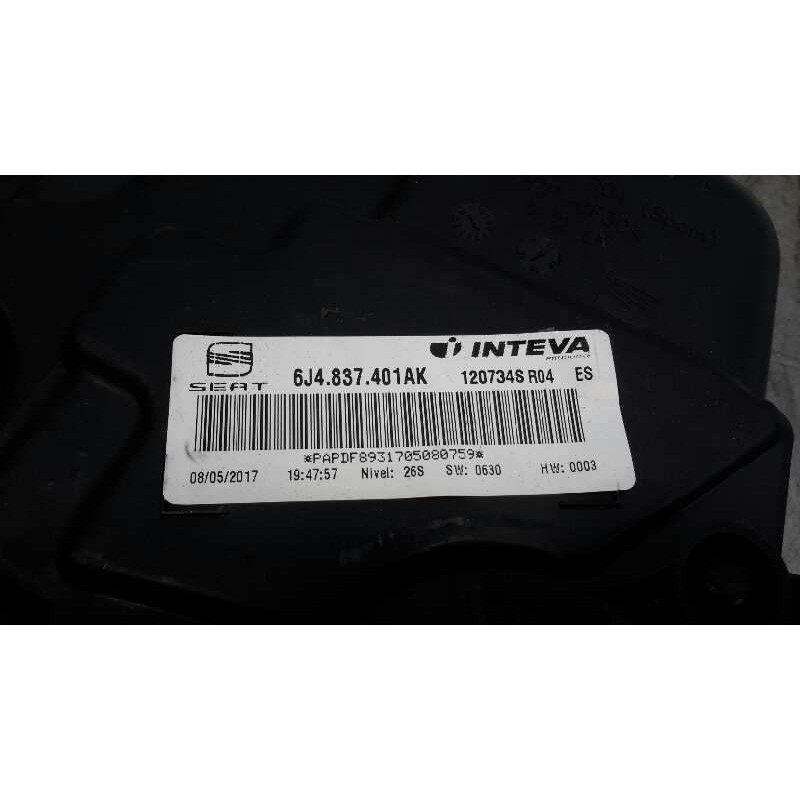 SEAT
6J4.837.401AK
INTEVA
120734S R04 ES
*PAPDF8931705080759*
08/05/2017 19:47:57 Nivel: 26S SW: 0630 HW: 0003
(Spain)